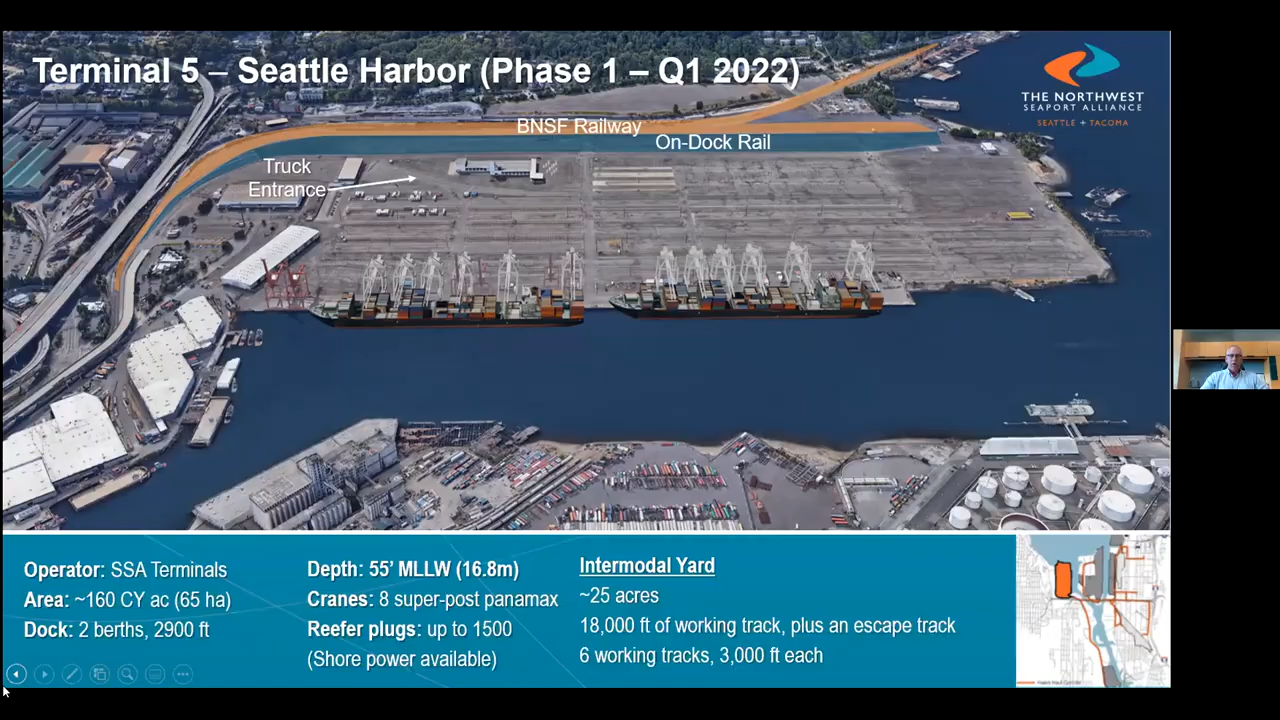 Terminal 5 – Seattle Harbor (Phase 1 – Q1 2022)
THE NORTHWEST
SEAPORT ALLIANCE
SEATTLE + TACOMA
BNSF Railway
On-Dock Rail
Truck
Entrance
Operator: SSA Terminals
Area: ~160 CY ac (65 ha)
Dock: 2 berths, 2900 ft
Depth: 55’ MLLW (16.8m)
Cranes: 8 super-post panamax
Reefer plugs: up to 1500
(Shore power available)
Intermodal Yard
~25 acres
18,000 ft of working track, plus an escape track
6 working tracks, 3,000 ft each